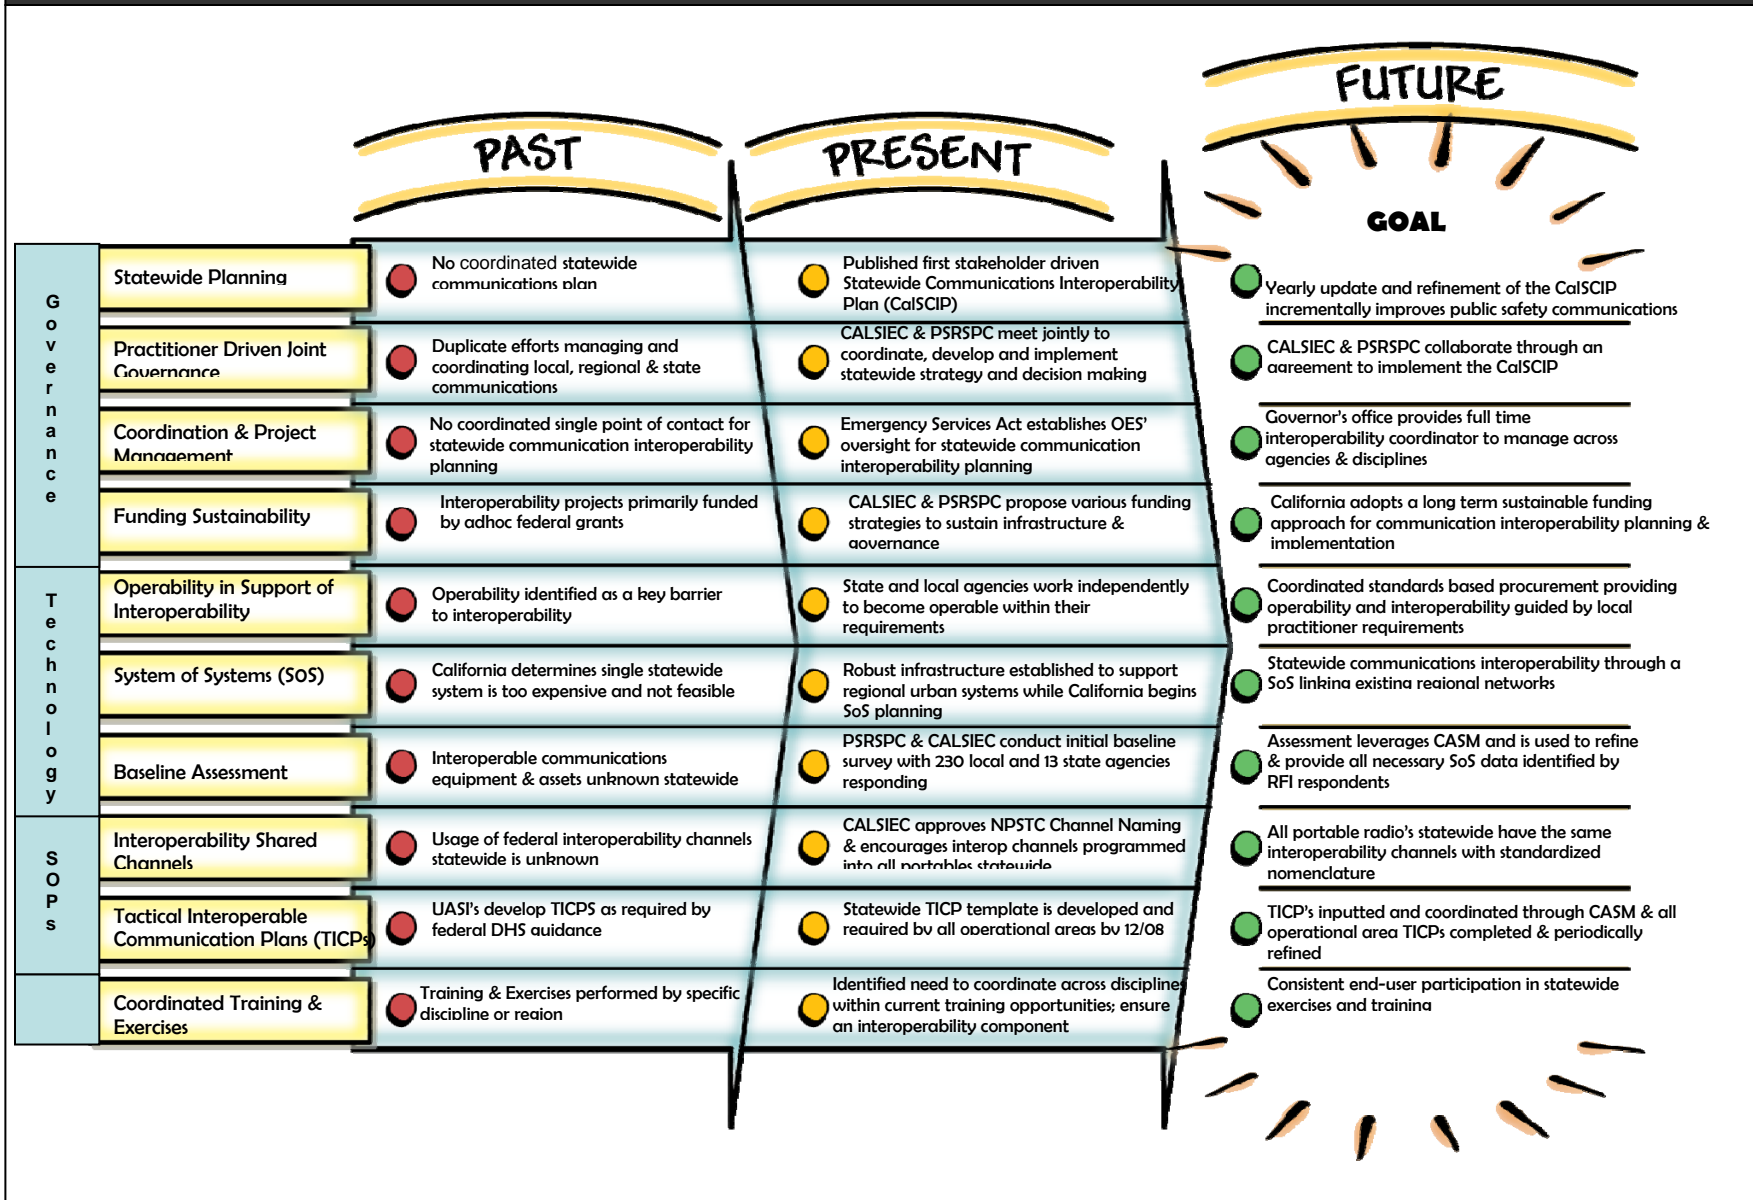 PAST
PRESENT
FUTURE
GOAL
Governance
Statewide Planning
No coordinated statewide
communications plan
Published first stakeholder driven
Statewide Communications Interoperability
Plan (CalSCIP)
Yearly update and refinement of the CalSCIP
incrementally improves public safety communications
Practitioner Driven Joint
Governance
Duplicate efforts managing and
coordinating local, regional & state
communications
CALSIEC & PSRSPC meet jointly to
coordinate, develop and implement
statewide strategy and decision making
CALSIEC & PSRSPC collaborate through an
agreement to implement the CalSCIP
Coordination & Project
Management
No coordinated single point of contact for
statewide communication interoperability
planning
Emergency Services Act establishes OES'
oversight for statewide communication
interoperability planning
Governor's office provides full time
interoperability coordinator to manage across
agencies & disciplines
Funding Sustainability
Interoperability projects primarily funded
by adhoc federal grants
CALSIEC & PSRSPC propose various funding
strategies to sustain infrastructure &
governance
California adopts a long term sustainable funding
approach for communication interoperability planning &
implementation
Technology
Operability in Support of
Interoperability
Operability identified as a key barrier
to interoperability
State and local agencies work independently
to become operable within their
requirements
Coordinated standards based procurement providing
operability and interoperability guided by local
practitioner requirements
System of Systems (SOS)
California determines single statewide
system is too expensive and not feasible
Robust infrastructure established to support
regional urban systems while California begins
SoS planning
Statewide communications interoperability through a
SoS linking existing regional networks
Baseline Assessment
Interoperable communications
equipment & assets unknown statewide
PSRSPC & CALSIEC conduct initial baseline
survey with 230 local and 13 state agencies
responding
Assessment leverages CASM and is used to refine
& provide all necessary SoS data identified by
RFI respondents
SOPs
Interoperability Shared
Channels
Usage of federal interoperability channels
statewide is unknown
CALSIEC approves NPSTC Channel Naming
& encourages interop channels programmed
into all portables statewide
All portable radio's statewide have the same
interoperability channels with standardized
nomenclature
Tactical Interoperable
Communication Plans (TICPs)
UASI's develop TICPS as required by
federal DHS guidance
Statewide TICP template is developed and
required by all operational areas by 12/08
TICP's inputted and coordinated through CASM & all
operational area TICPs completed & periodically
refined
Coordinated Training &
Exercises
Training & Exercises performed by specific
discipline or region
Identified need to coordinate across disciplines
within current training opportunities; ensure
an interoperability component
Consistent end-user participation in statewide
exercises and training